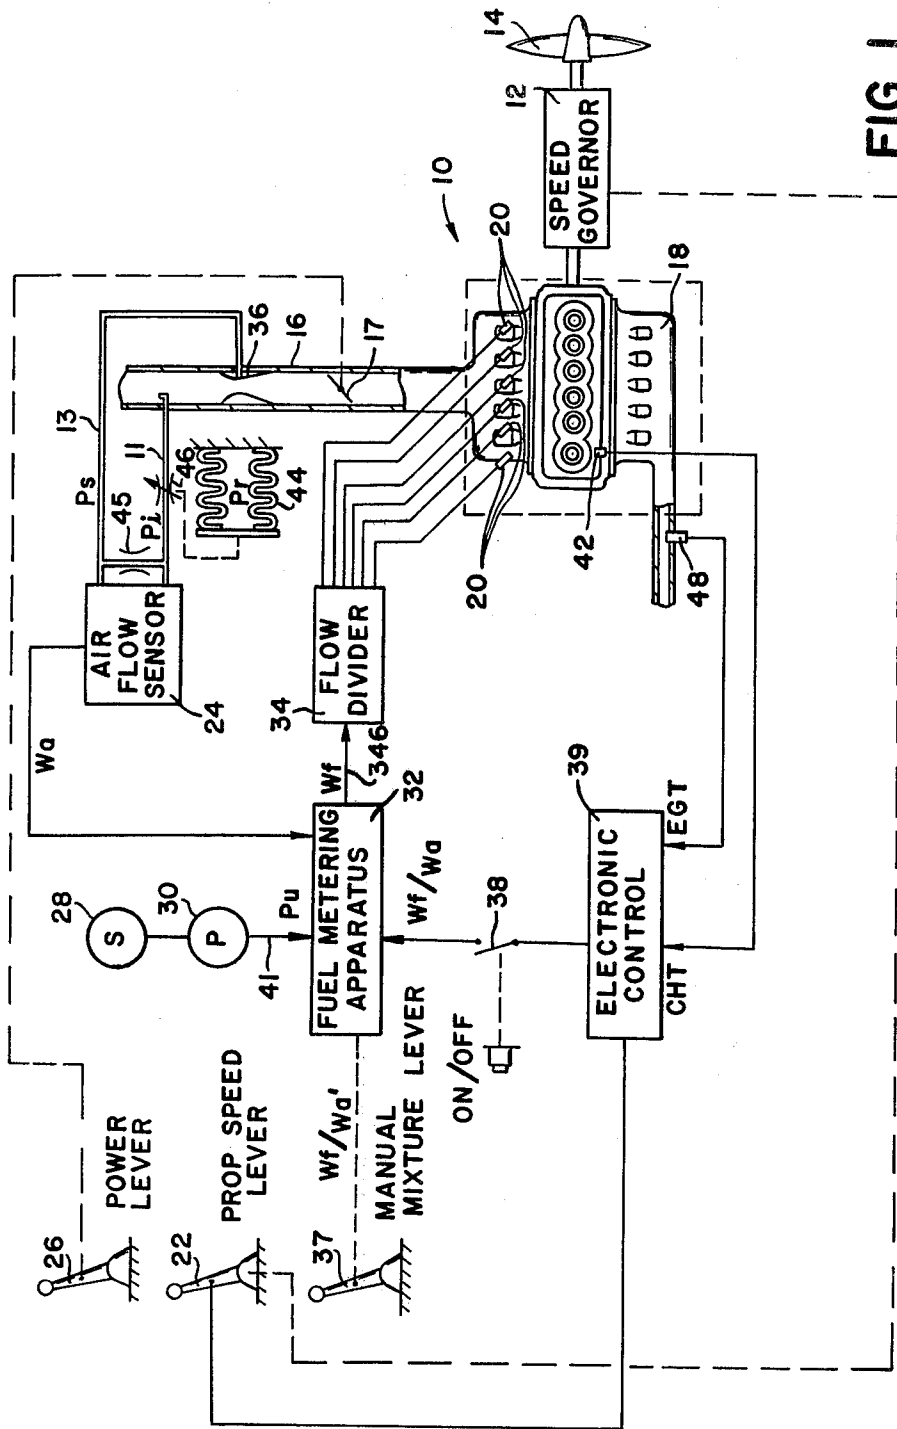 FIG 1
14
12
SPEED
GOVERNOR
10
20
20
18
16
17
36
13
11
Ps
45
Pi
46
Pr
44
AIR
FLOW
SENSOR
24
Wa
34
FLOW
DIVIDER
42
48
Wf
346
28
S
30
P
41
Pu
FUEL METERING
APPARATUS
32
Wf/Wa
38
39
ELECTRONIC
CONTROL
EGT
CHT
ON/OFF
Wf/Wa'
MANUAL
MIXTURE LEVER
37
POWER
LEVER
26
PROP SPEED
LEVER
22